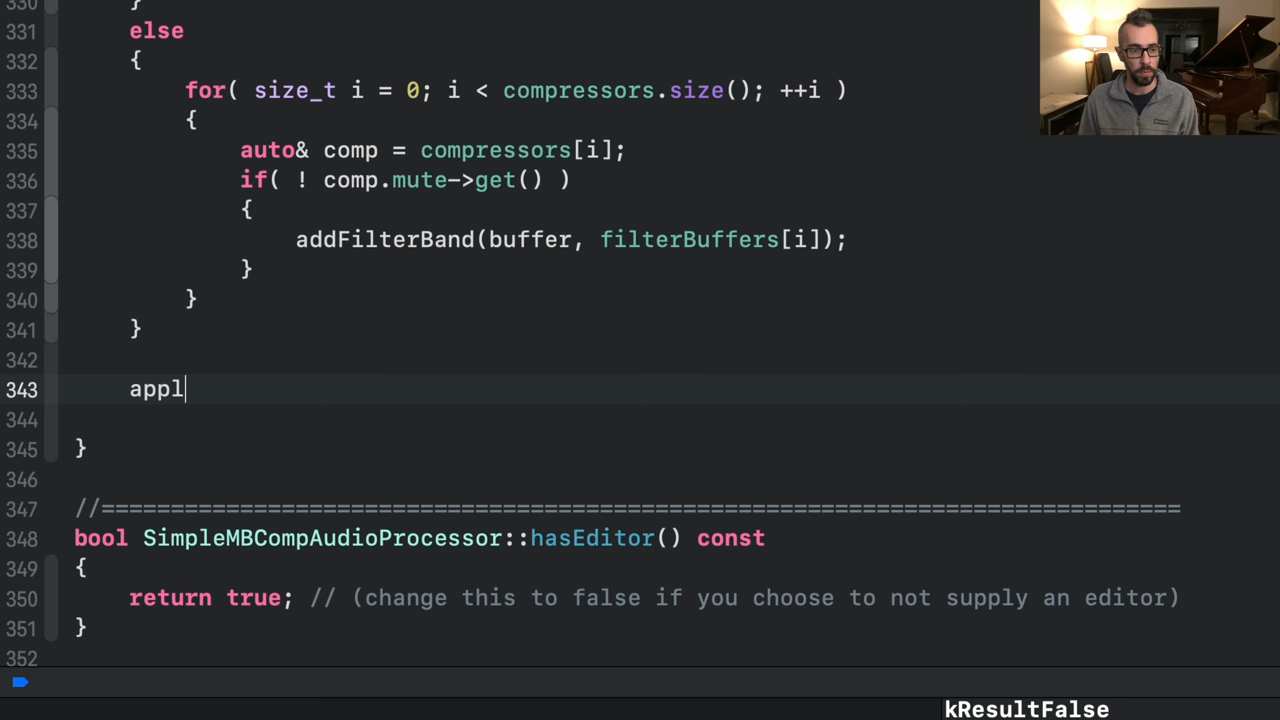 330 }
331 else
332 {
333 for( size_t i = 0; i < compressors.size(); ++i )
334 {
335 auto& comp = compressors[i];
336 if( ! comp.mute->get() )
337 {
338 addFilterBand(buffer, filterBuffers[i]);
339 }
340 }
341 }
342
343 appl
344
345 }
346
347 //==============================================================================
348 bool SimpleMBCompAudioProcessor::hasEditor() const
349 {
350 return true; // (change this to false if you choose to not supply an editor)
351 }
352
kResultFalse